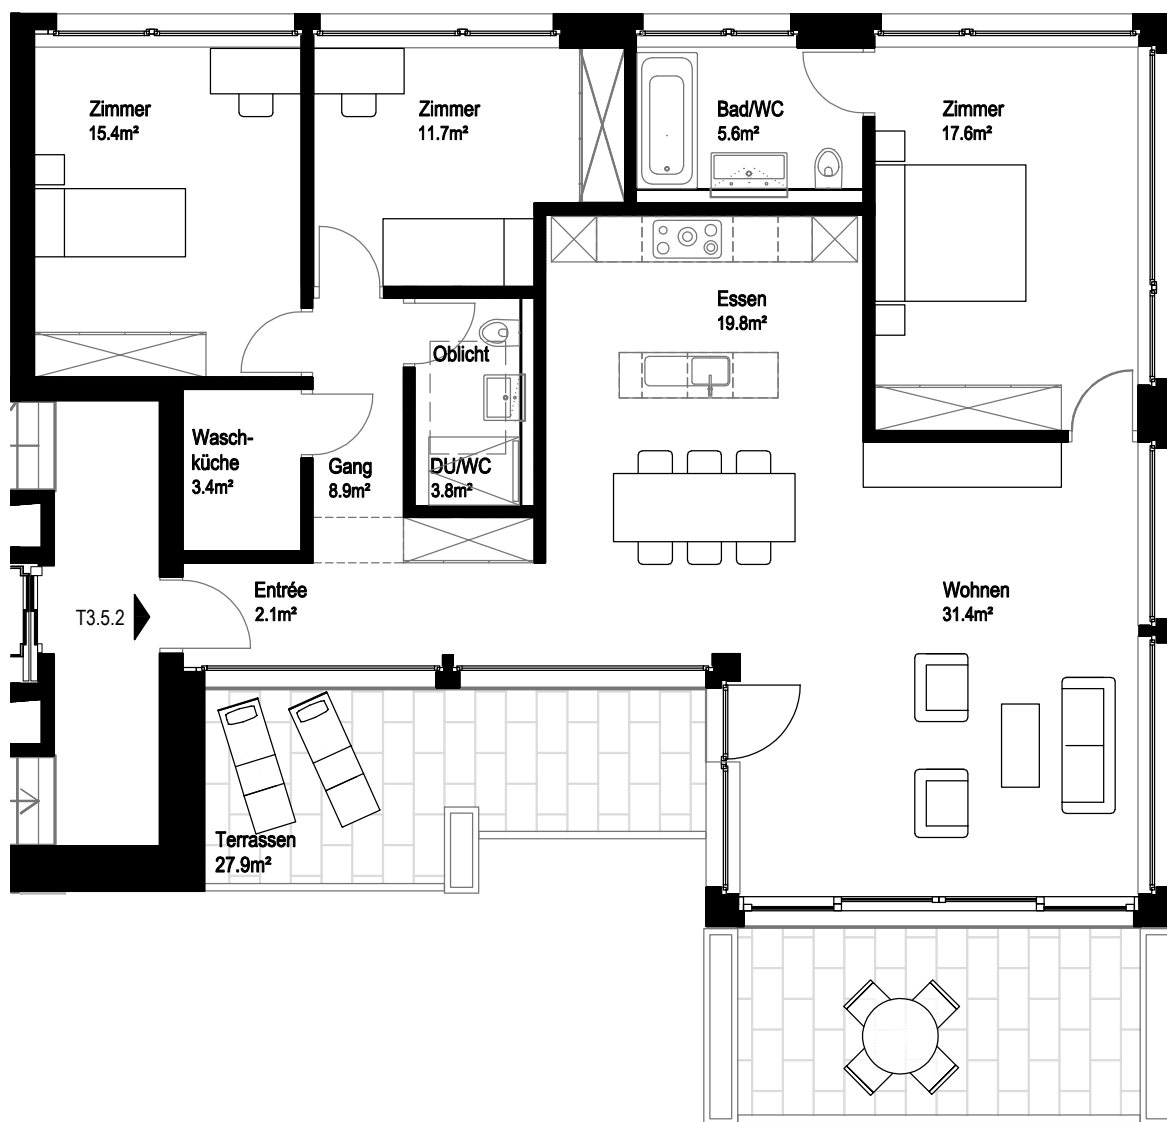 Zimmer
15.4m²
Zimmer
11.7m²
Bad/WC
5.6m²
Zimmer
17.6m²
Essen
19.8m²
Oblicht
Wasch-
küche
3.4m²
Gang
8.9m²
DU/WC
3.8m²
Entrée
2.1m²
T3.5.2
Wohnen
31.4m²
Terrassen
27.9m²